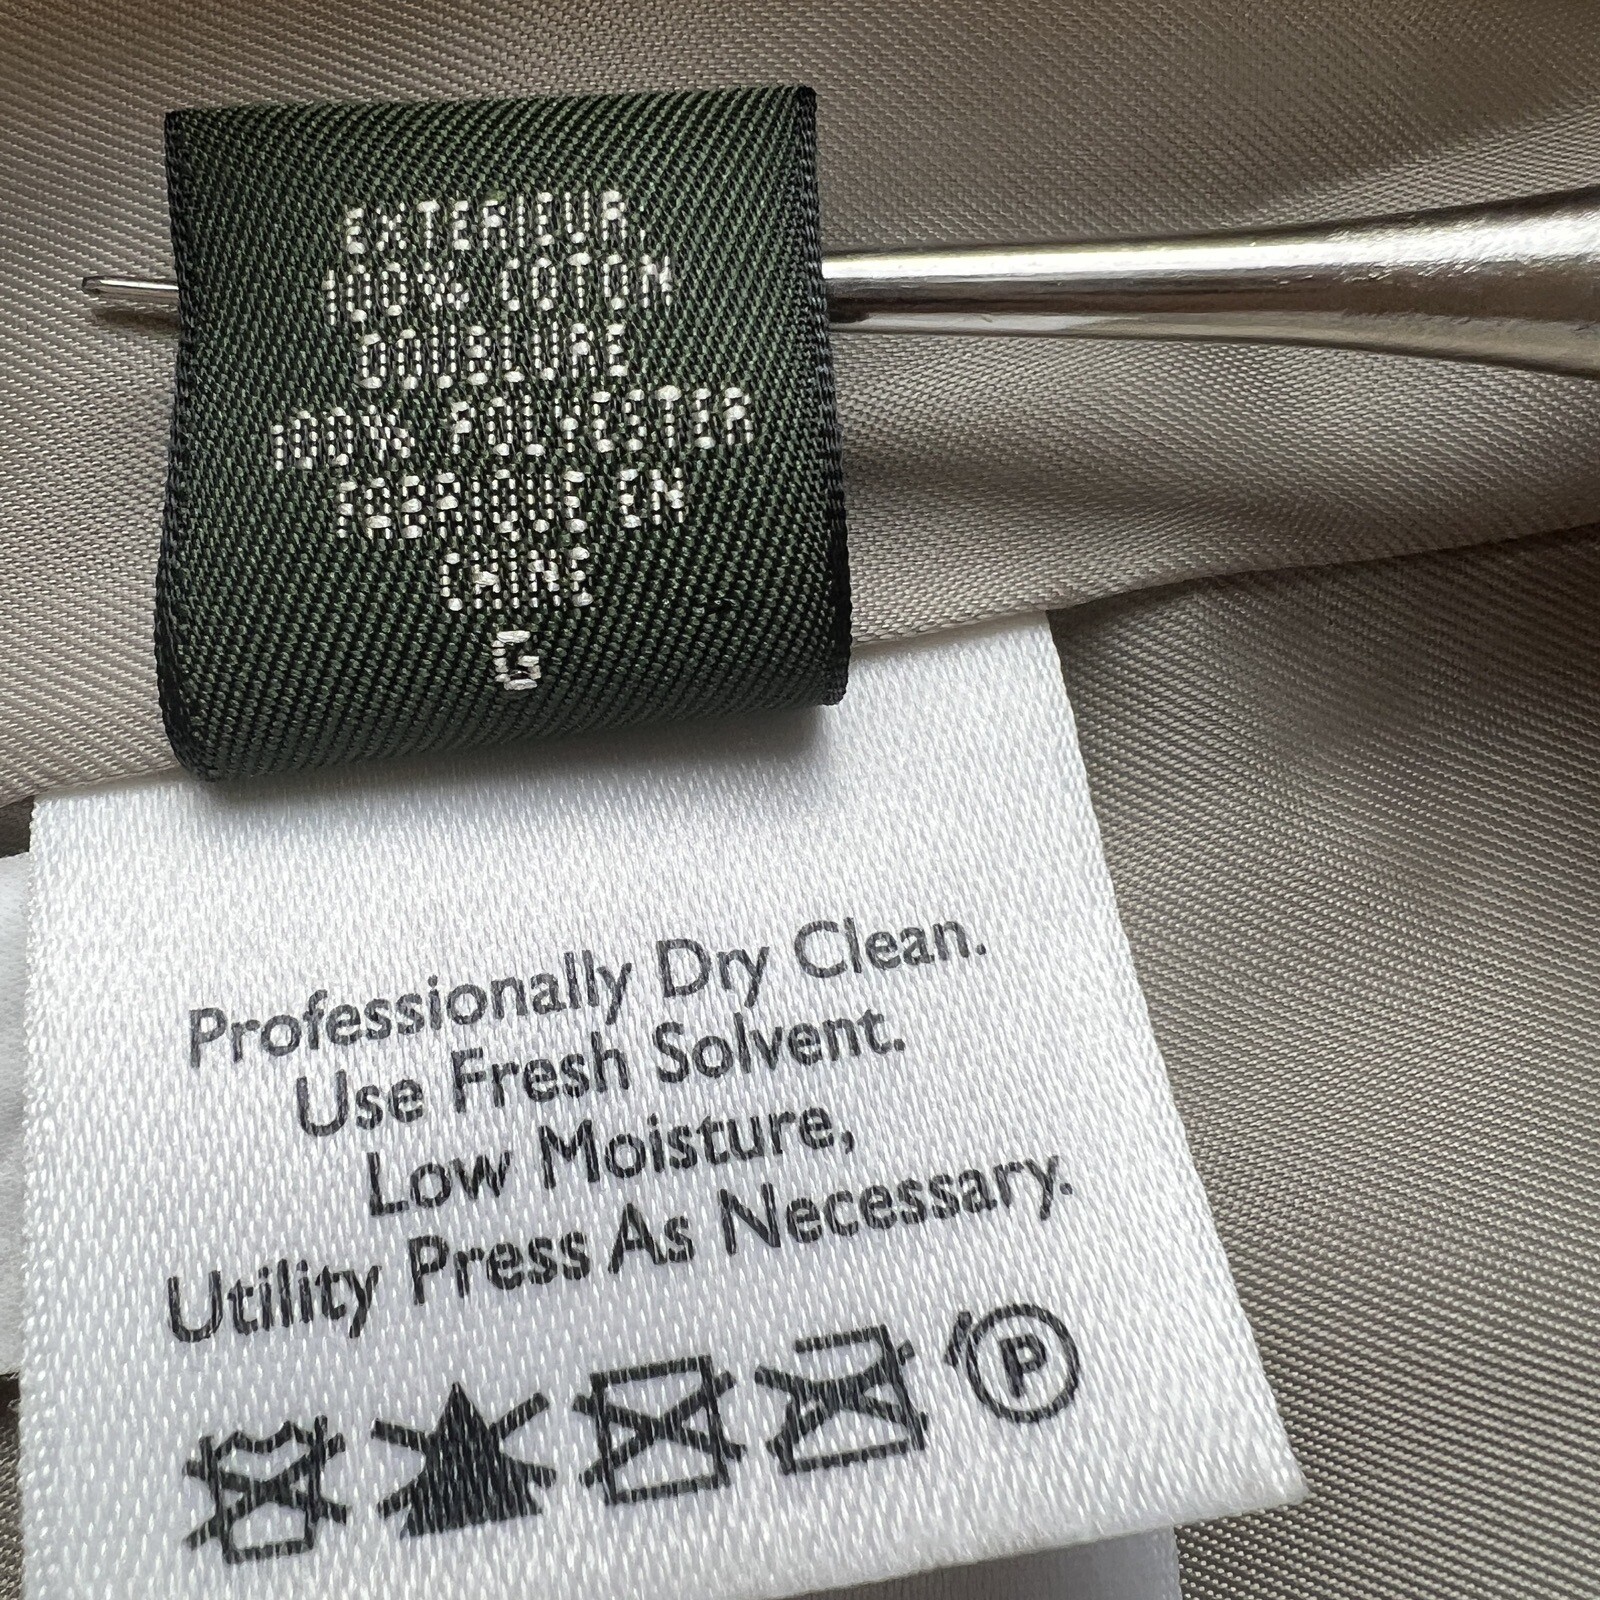 EXTERIEUR,
100% COTON
DOUBLURE
100% POLYESTER
FABRIQUE EN
CHINE
G
Professionally Dry Clean.
Use Fresh Solvent.
Low Moisture,
Utility Press As Necessary.
P